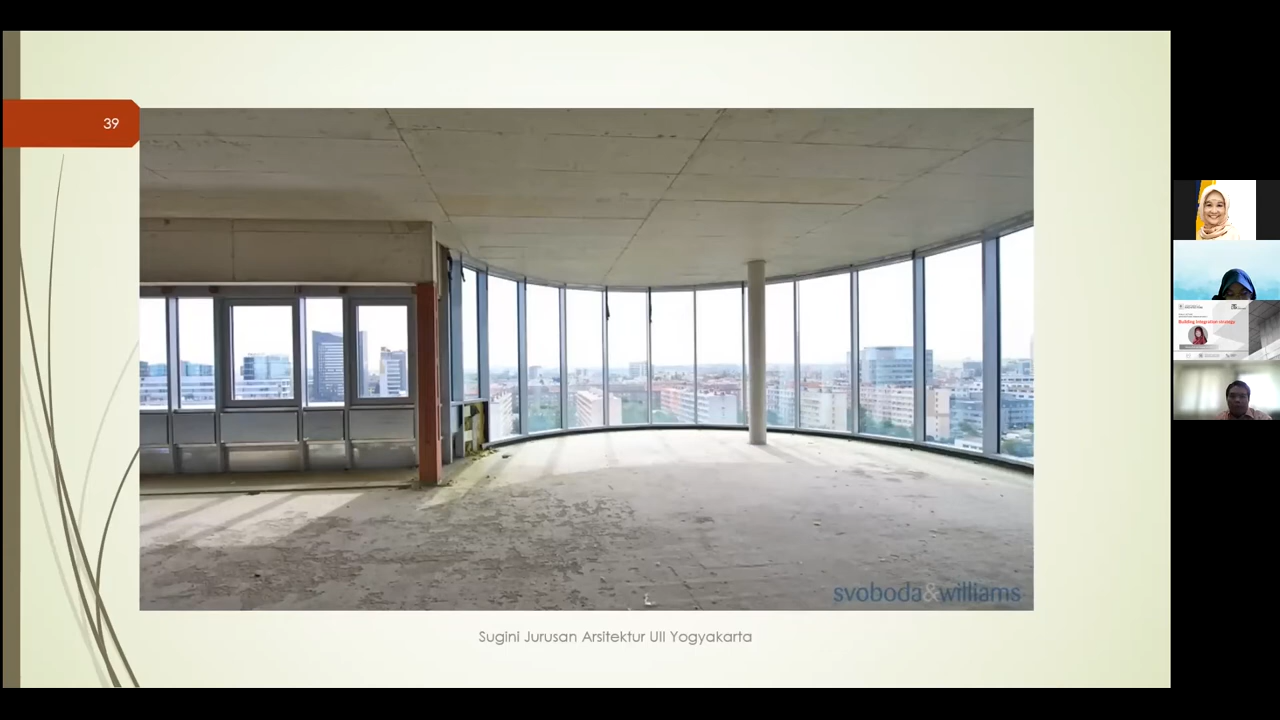 39
svoboda&williams
Sugini Jurusan Arsitektur UII Yogyakarta
Building integration strategy